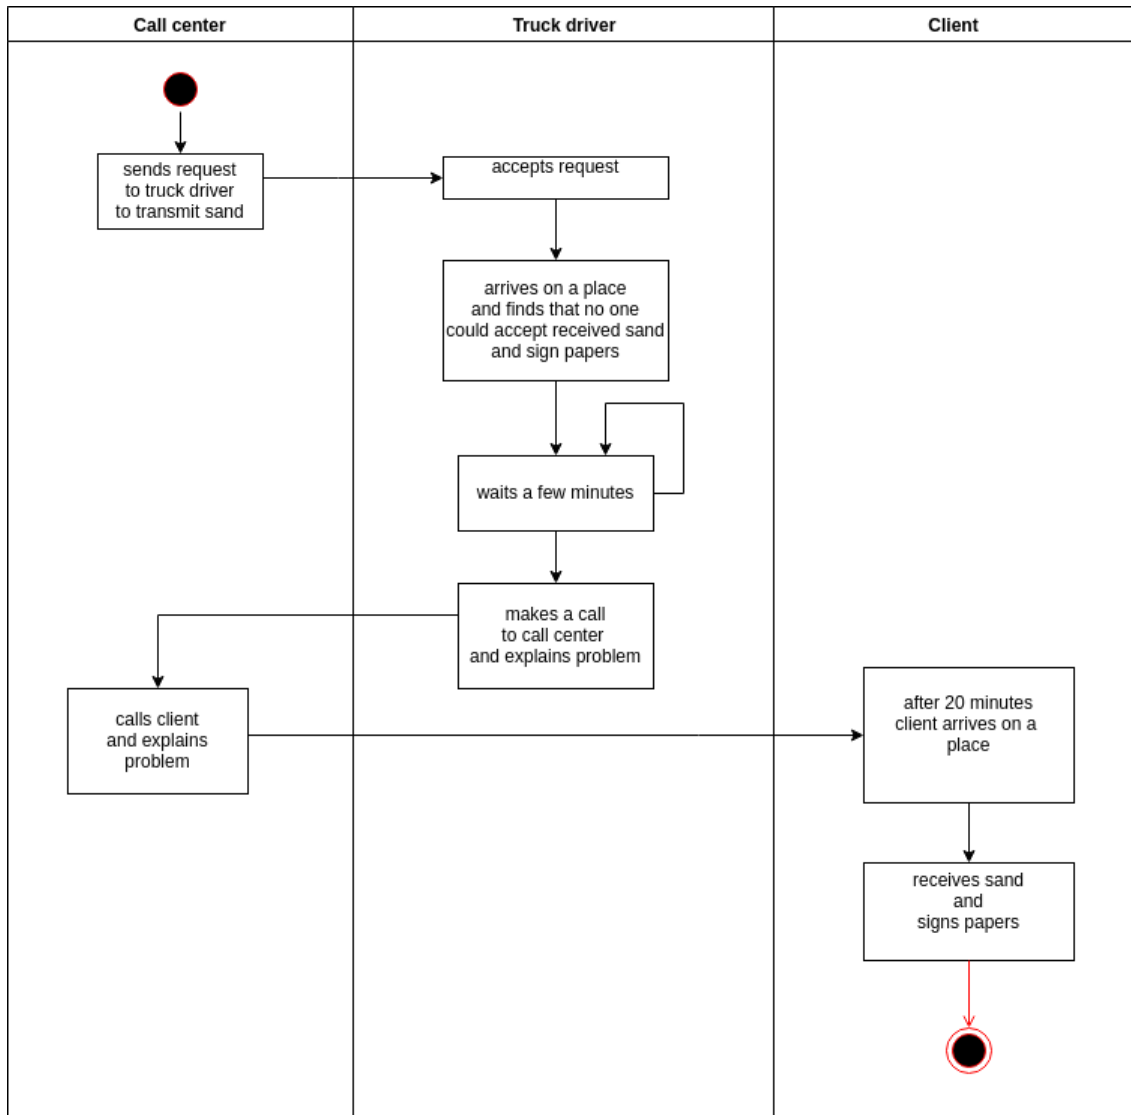 Call center
Truck driver
Client
sends request
to truck driver
to transmit sand
accepts request
arrives on a place
and finds that no one
could accept received sand
and sign papers
waits a few minutes
makes a call
to call center
and explains problem
calls client
and explains
problem
after 20 minutes
client arrives on a
place
receives sand
and
signs papers